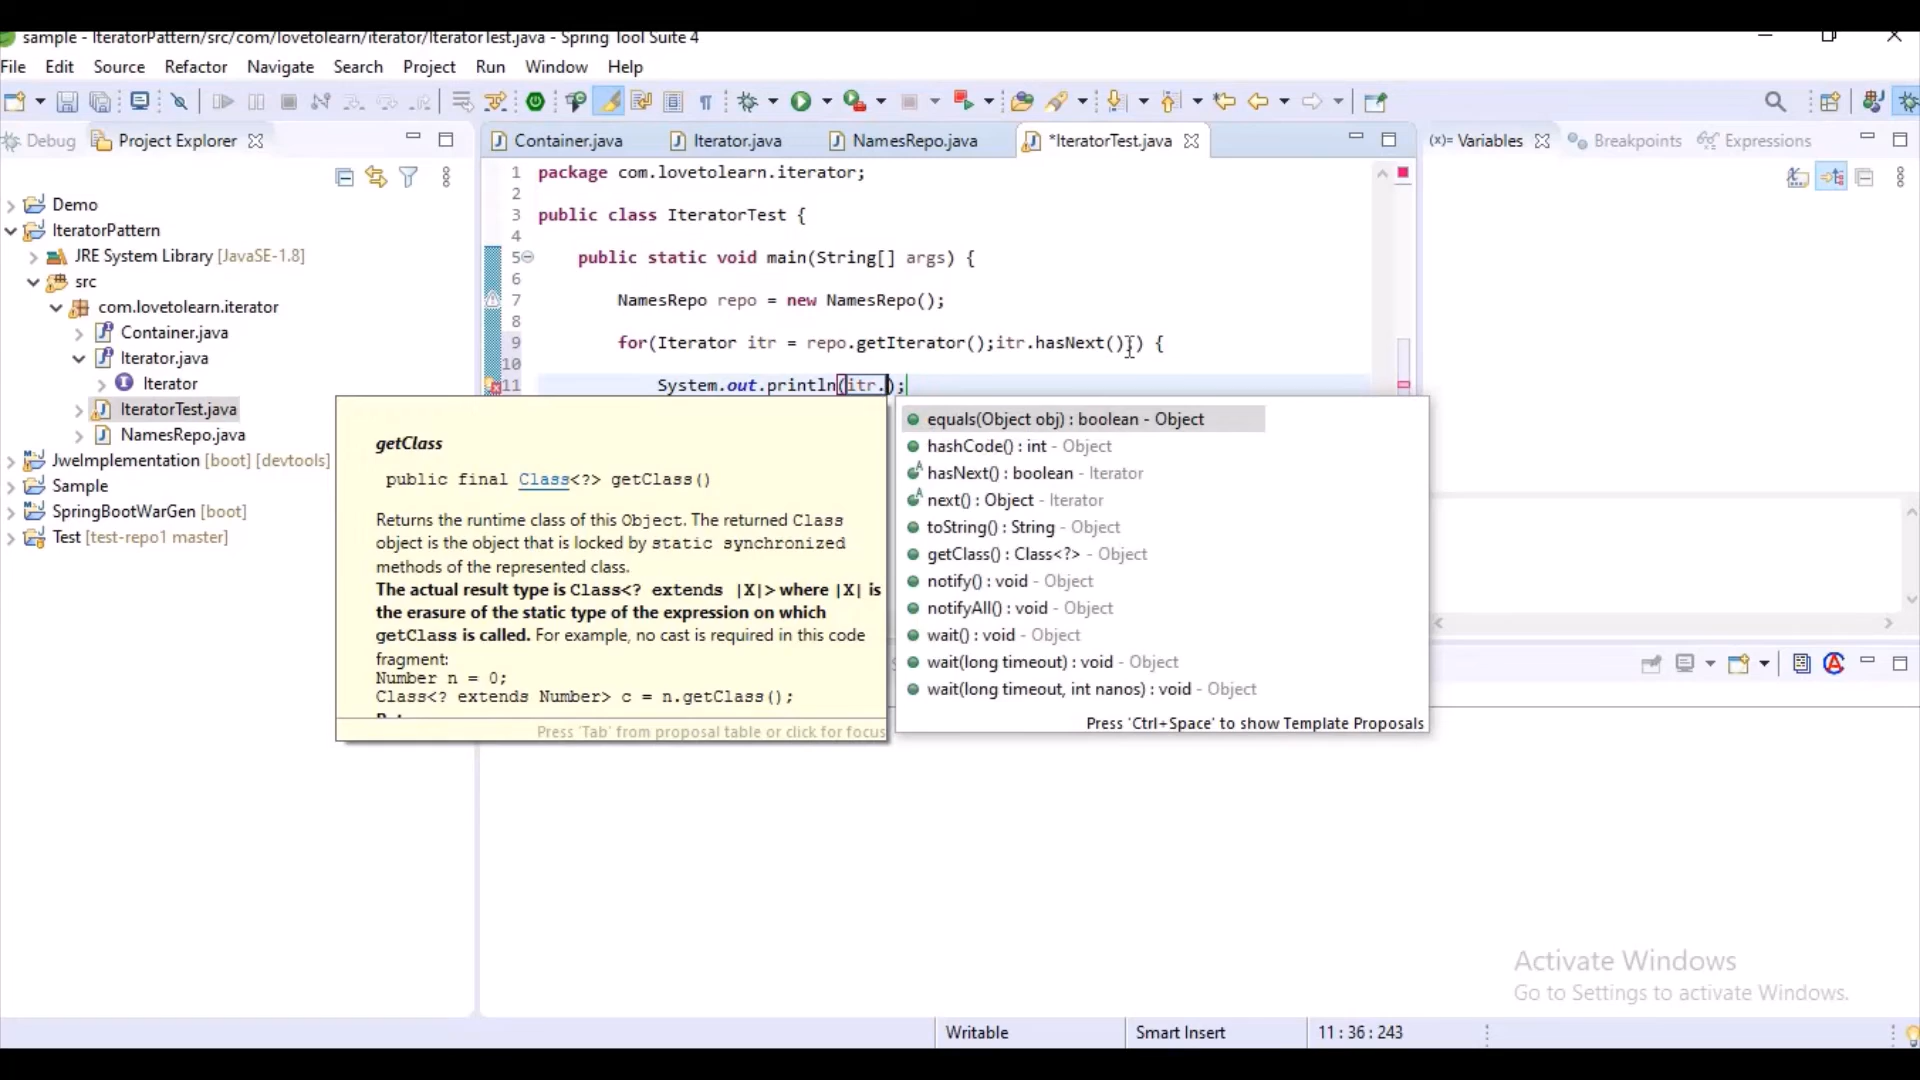 sample - IteratorPattern/src/com/lovetolearn/iterator/IteratorTest.java - Spring Tool Suite 4
File Edit Source Refactor Navigate Search Project Run Window Help
Debug Project Explorer
Container.java Iterator.java NamesRepo.java *IteratorTest.java
(x)= Variables Breakpoints Expressions
Demo
IteratorPattern
JRE System Library [JavaSE-1.8]
src
com.lovetolearn.iterator
Container.java
Iterator.java
Iterator
IteratorTest.java
NamesRepo.java
JweImplementation [boot] [devtools]
Sample
SpringBootWarGen [boot]
Test [test-repo1 master]
1 package com.lovetolearn.iterator;
2
3 public class IteratorTest {
4
5 public static void main(String[] args) {
6
7 NamesRepo repo = new NamesRepo();
8
9 for(Iterator itr = repo.getIterator();itr.hasNext();) {
10
11 System.out.println(itr.);
getClass
public final Class<?> getClass()
Returns the runtime class of this Object. The returned Class
object is the object that is locked by static synchronized
methods of the represented class.
The actual result type is Class<? extends |X|> where |X| is
the erasure of the static type of the expression on which
getClass is called. For example, no cast is required in this code
fragment:
Number n = 0;
Class<? extends Number> c = n.getClass();
Press 'Tab' from proposal table or click for focus
equals(Object obj) : boolean - Object
hashCode() : int - Object
hasNext() : boolean - Iterator
next() : Object - Iterator
toString() : String - Object
getClass() : Class<?> - Object
notify() : void - Object
notifyAll() : void - Object
wait() : void - Object
wait(long timeout) : void - Object
wait(long timeout, int nanos) : void - Object
Press 'Ctrl+Space' to show Template Proposals
Activate Windows
Go to Settings to activate Windows.
Writable Smart Insert 11 : 36 : 243